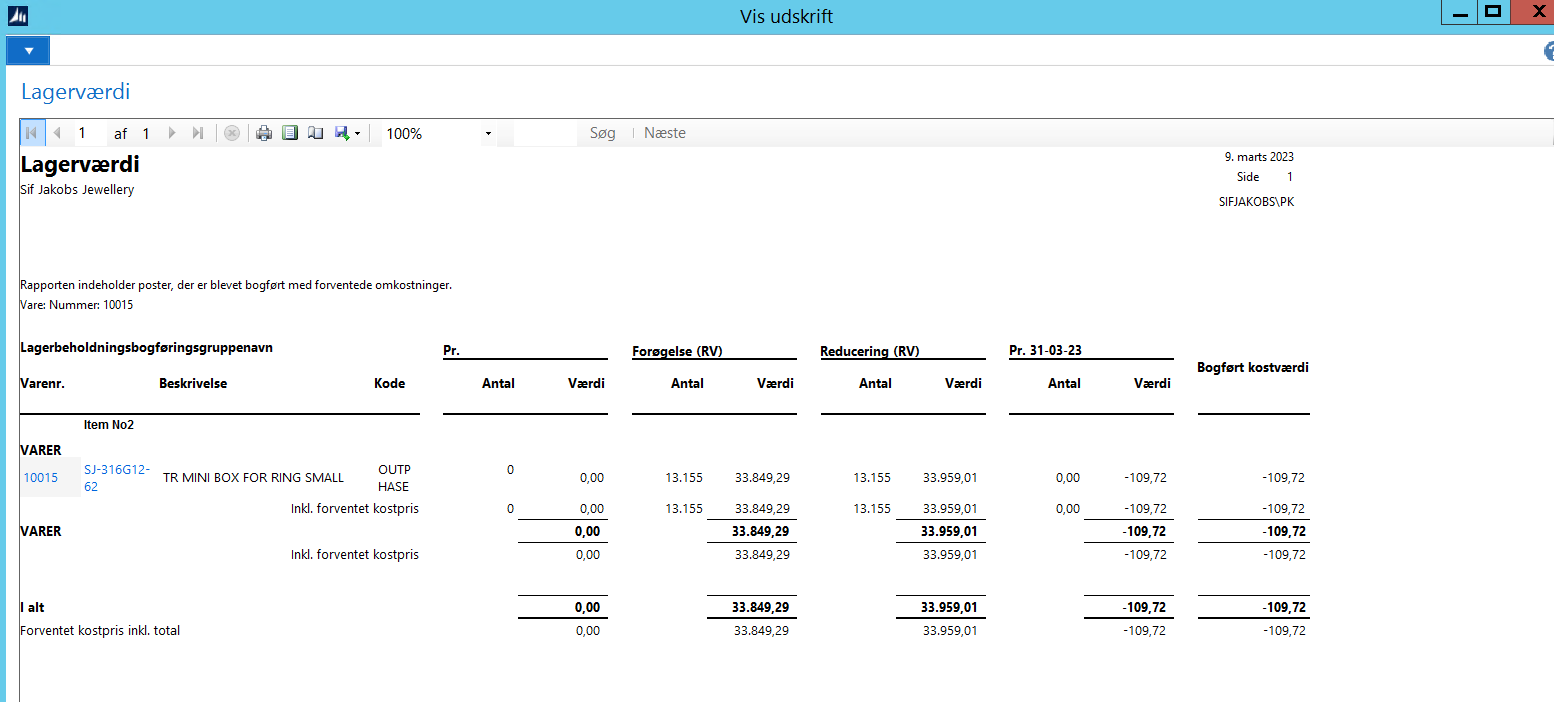 Vis udskrift
Lagerværdi
1 af 1 100% Søg Næste
Lagerværdi 9. marts 2023
Sif Jakobs Jewellery Side 1
SIFJAKOBS\PK
Rapporten indeholder poster, der er blevet bogført med forventede omkostninger.
Vare: Nummer: 10015
Lagerbeholdningsbogføringsgruppenavn Pr. Forøgelse (RV) Reducering (RV) Pr. 31-03-23 Bogført kostværdi
Varenr. Beskrivelse Kode Antal Værdi Antal Værdi Antal Værdi Antal Værdi
Item No2
VARER
10015 SJ-316G12- TR MINI BOX FOR RING SMALL OUTP 0 0,00 13.155 33.849,29 13.155 33.959,01 0,00 -109,72 -109,72
62 HASE
Inkl. forventet kostpris 0 0,00 13.155 33.849,29 13.155 33.959,01 0,00 -109,72 -109,72
VARER 0,00 33.849,29 33.959,01 -109,72 -109,72
Inkl. forventet kostpris 0,00 33.849,29 33.959,01 -109,72 -109,72
I alt 0,00 33.849,29 33.959,01 -109,72 -109,72
Forventet kostpris inkl. total 0,00 33.849,29 33.959,01 -109,72 -109,72